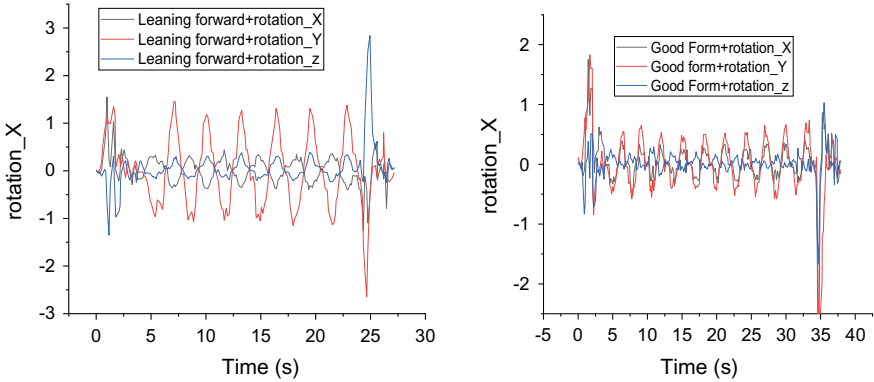 Leaning forward+rotation_X
Leaning forward+rotation_Y
Leaning forward+rotation_z
rotation_X
3
2
1
0
-1
-2
-3
0
5
10
15
20
25
30
Time (s)
Good Form+rotation_X
Good form+rotation_Y
Good Form+rotation_z
rotation_X
2
1
0
-1
-2
-5
0
5
10
15
20
25
30
35
40
Time (s)